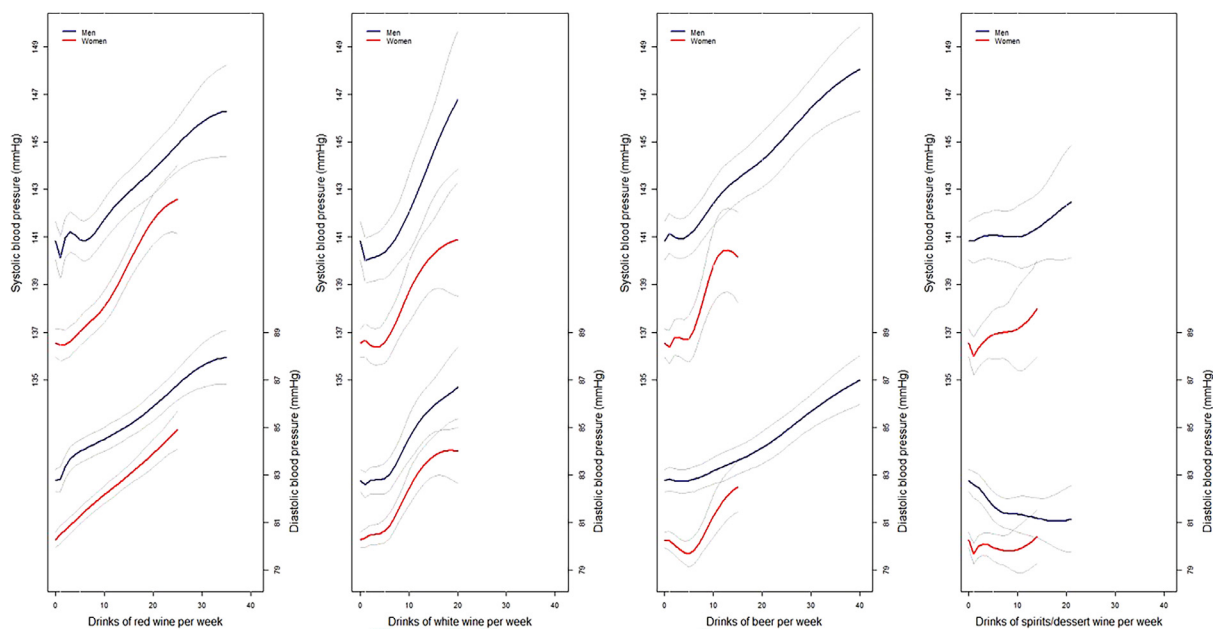 Men
Women
149
147
145
143
141
139
137
135
Systolic blood pressure (mmHg)
89
87
85
83
81
79
Diastolic blood pressure (mmHg)
0 10 20 30 40
Drinks of red wine per week
Men
Women
149
147
145
143
141
139
137
135
Systolic blood pressure (mmHg)
89
87
85
83
81
79
Diastolic blood pressure (mmHg)
0 10 20 30 40
Drinks of white wine per week
Men
Women
149
147
145
143
141
139
137
135
Systolic blood pressure (mmHg)
89
87
85
83
81
79
Diastolic blood pressure (mmHg)
0 10 20 30 40
Drinks of beer per week
Men
Women
149
147
145
143
141
139
137
135
Systolic blood pressure (mmHg)
89
87
85
83
81
79
Diastolic blood pressure (mmHg)
0 10 20 30 40
Drinks of spirits/dessert wine per week